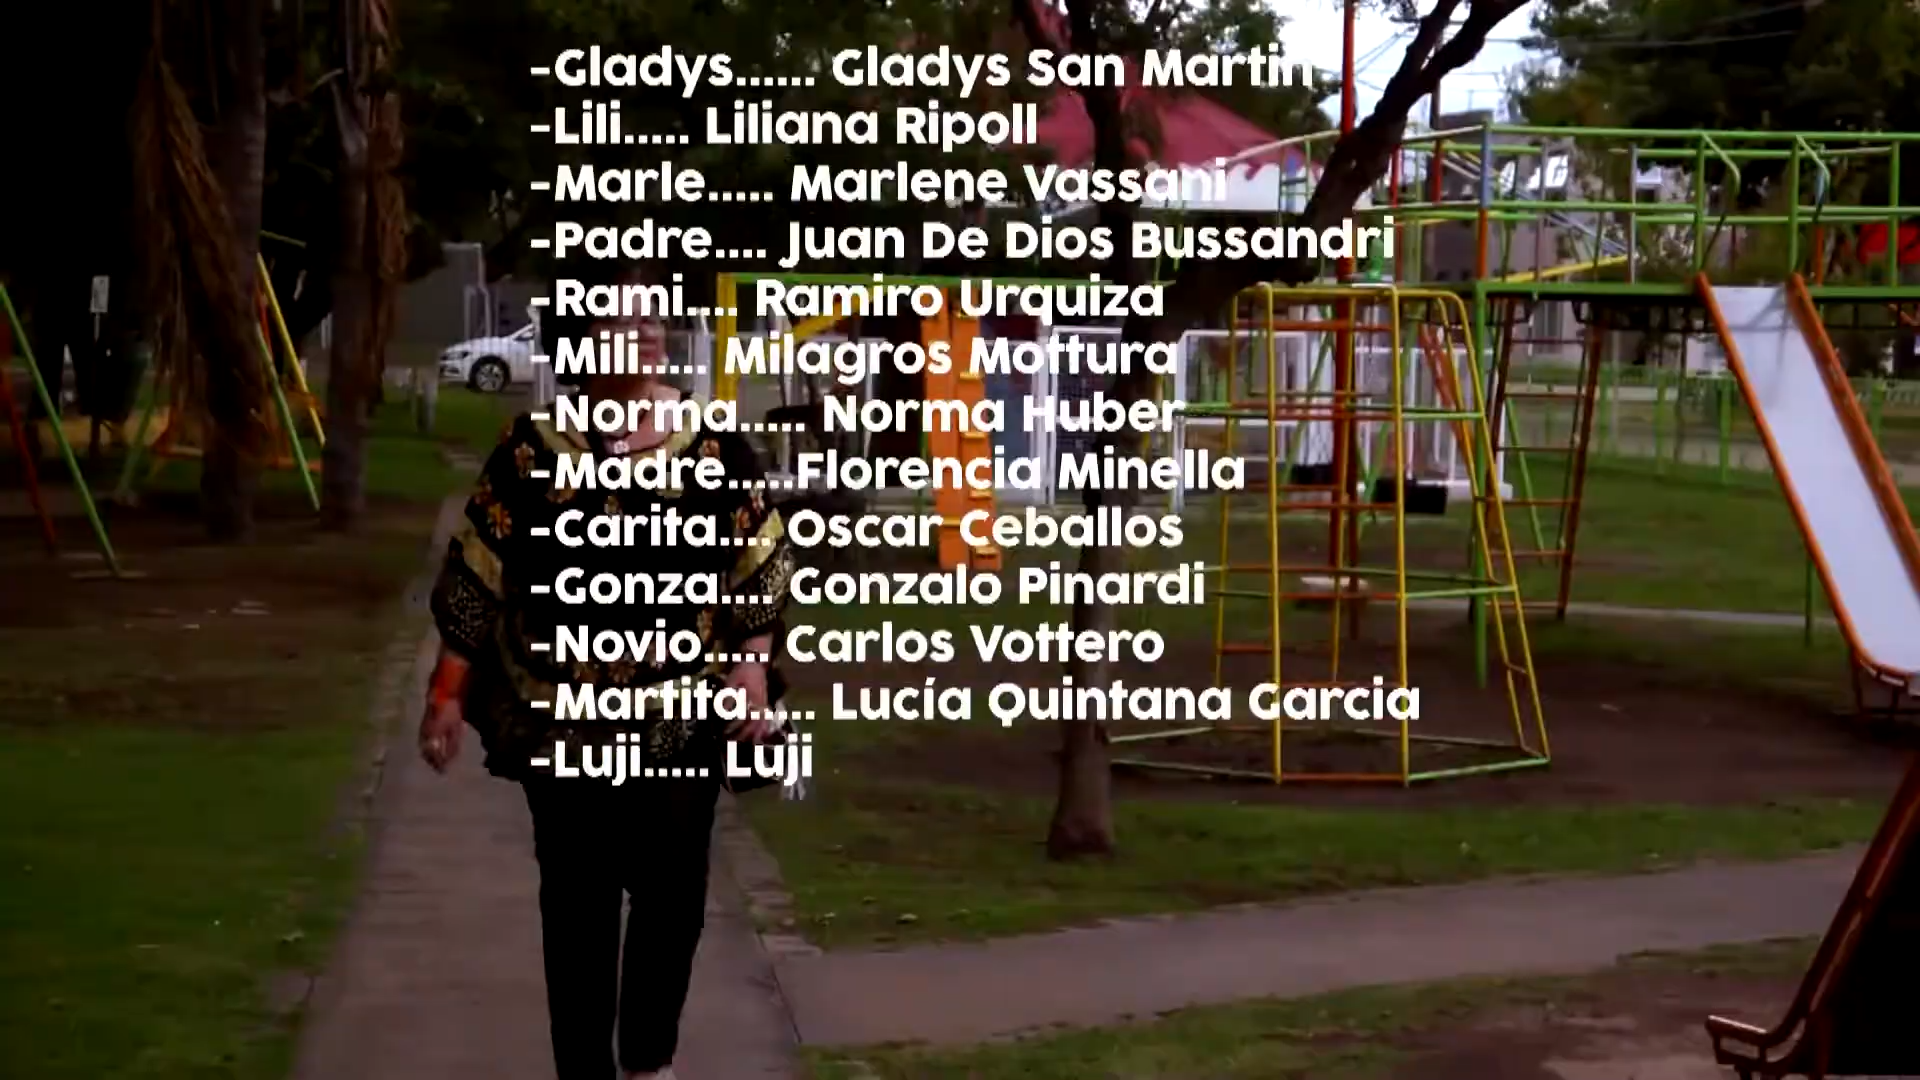 -Gladys...... Gladys San Martin
-Lili..... Liliana Ripoll
-Marle..... Marlene Vassani
-Padre.... Juan De Dios Bussandri
-Rami.... Ramiro Urquiza
-Mili..... Milagros Mottura
-Norma..... Norma Huber
-Madre.....Florencia Minella
-Carita.... Oscar Ceballos
-Gonza.... Gonzalo Pinardi
-Novio..... Carlos Vottero
-Martita..... Lucía Quintana Garcia
-Luji..... Luji